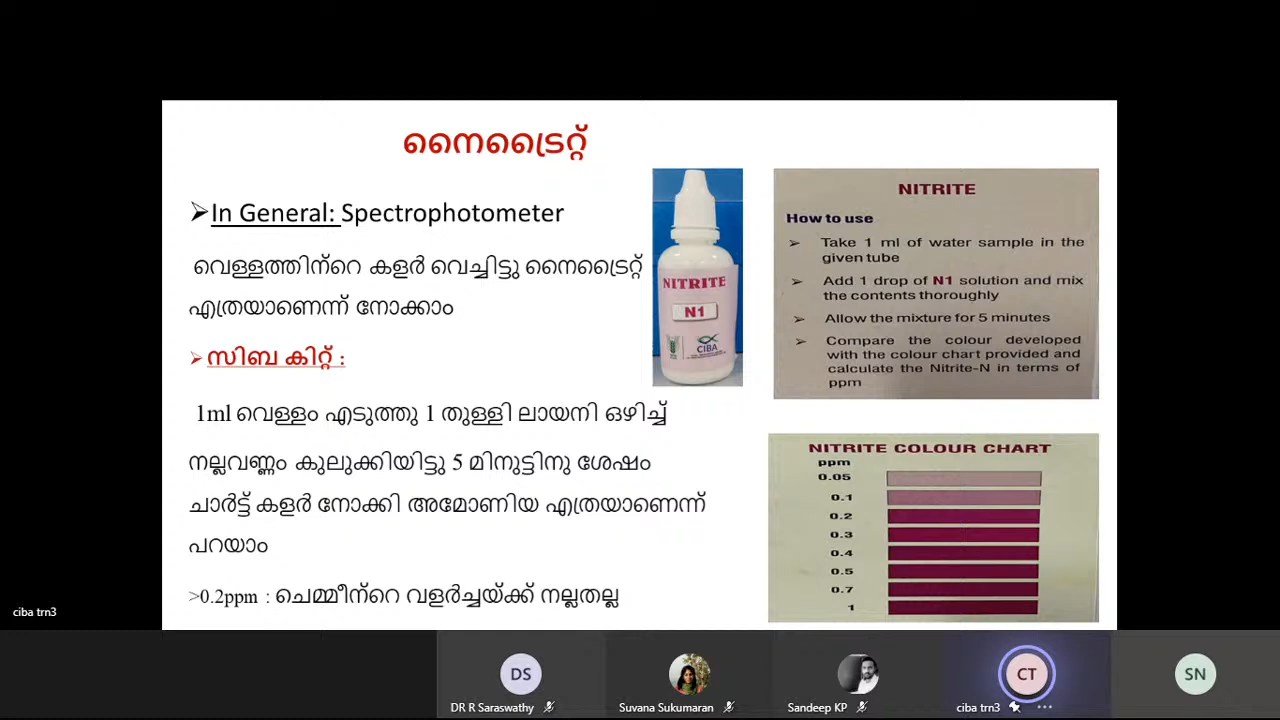 നൈട്രൈറ്റ്
➢In General: Spectrophotometer
വെള്ളത്തിന്‌റെ കളർ വെച്ചിട്ടു നൈട്രൈറ്റ്
എത്രയാണെന്ന് നോക്കാം
➢സിബ കിറ്റ് :
1ml വെള്ളം എടുത്തു 1 തുള്ളി ലായനി ഒഴിച്ച്
നല്ലവണ്ണം കുലുക്കിയിട്ടു 5 മിനുട്ടിനു ശേഷം
ചാർട്ട് കളർ നോക്കി അമോണിയ എത്രയാണെന്ന്
പറയാം
>0.2ppm : ചെമ്മീന്‌റെ വളർച്ചയ്ക്ക് നല്ലതല്ല
NITRITE
N1
CIBA
NITRITE
How to use
➢ Take 1 ml of water sample in the
given tube
➢ Add 1 drop of N1 solution and mix
the contents thoroughly
➢ Allow the mixture for 5 minutes
➢ Compare the colour developed
with the colour chart provided and
calculate the Nitrite-N in terms of
ppm
NITRITE COLOUR CHART
ppm
0.05
0.1
0.2
0.3
0.4
0.5
0.7
1
ciba trn3
DS
DR R Saraswathy
Suvana Sukumaran
Sandeep KP
CT
ciba trn3
SN